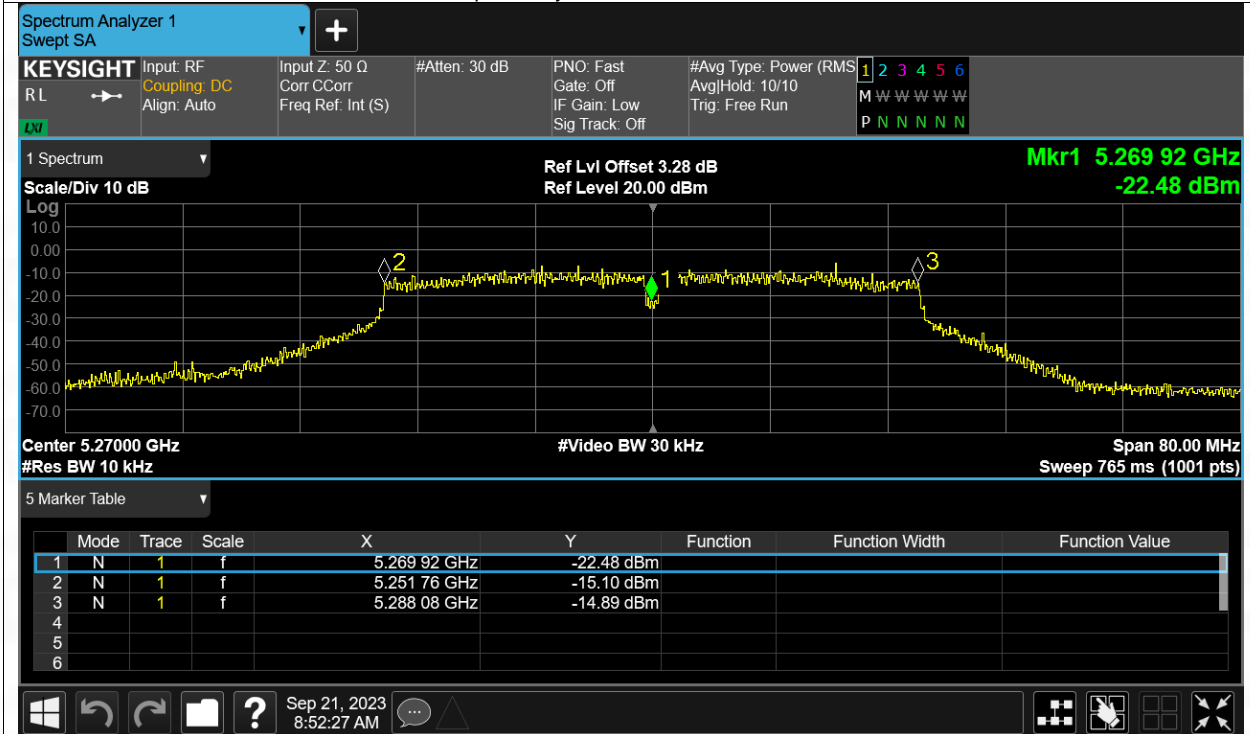 Spectrum Analyzer 1
Swept SA
+
KEYSIGHT Input: RF Input Z: 50 Ω #Atten: 30 dB PNO: Fast #Avg Type: Power (RMS 1 2 3 4 5 6
Coupling: DC Corr CCorr Gate: Off Avg|Hold: 10/10 M W W W W W
R L Align: Auto Freq Ref: Int (S) IF Gain: Low Trig: Free Run
LXI Sig Track: Off P N N N N N
1 Spectrum Ref Lvl Offset 3.28 dB Mkr1 5.269 92 GHz
Scale/Div 10 dB Ref Level 20.00 dBm -22.48 dBm
Log
10.0
0.00
-10.0
-20.0
-30.0
-40.0
-50.0
-60.0
-70.0
2
1
3
Center 5.27000 GHz #Video BW 30 kHz Span 80.00 MHz
#Res BW 10 kHz Sweep 765 ms (1001 pts)
5 Marker Table
Mode Trace Scale X Y Function Function Width Function Value
1 N 1 f 5.269 92 GHz -22.48 dBm
2 N 1 f 5.251 76 GHz -15.10 dBm
3 N 1 f 5.288 08 GHz -14.89 dBm
4
5
6
? Sep 21, 2023
8:52:27 AM